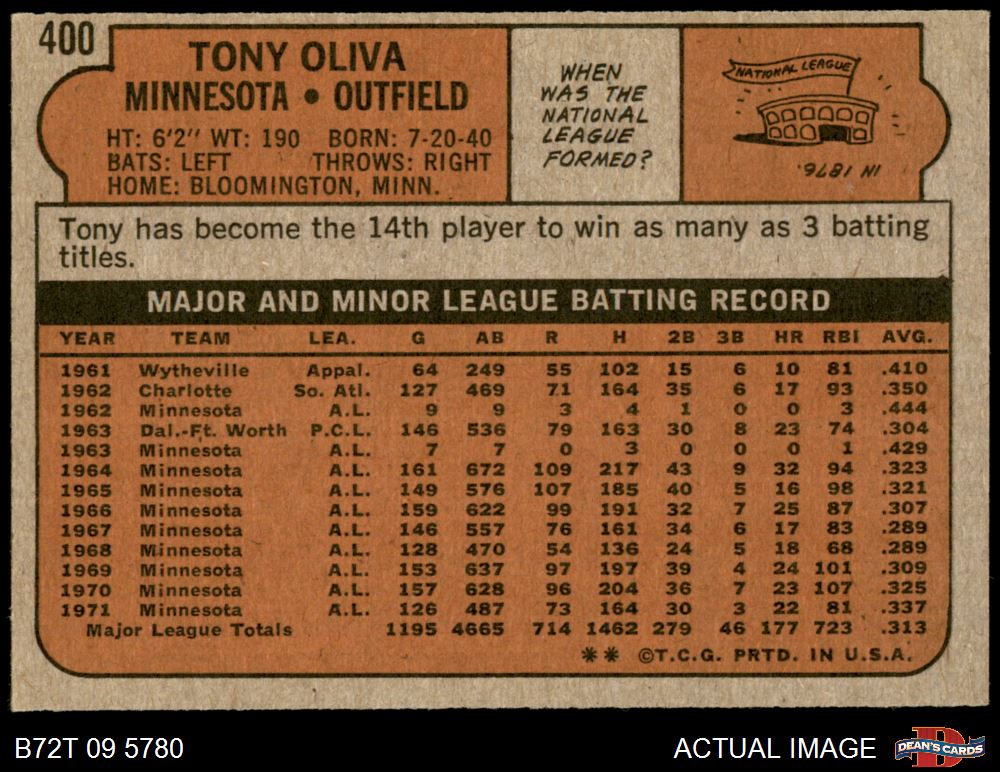 400
TONY OLIVA
MINNESOTA • OUTFIELD
HT: 6'2" WT: 190 BORN: 7-20-40
BATS: LEFT THROWS: RIGHT
HOME: BLOOMINGTON, MINN.
WHEN
WAS THE
NATIONAL
LEAGUE
FORMED?
NATIONAL LEAGUE
IN 1876.
Tony has become the 14th player to win as many as 3 batting
titles.
MAJOR AND MINOR LEAGUE BATTING RECORD
YEAR TEAM LEA. G AB R H 2B 3B HR RBI AVG.
1961 Wytheville Appal. 64 249 55 102 15 6 10 81 .410
1962 Charlotte So. Atl. 127 469 71 164 35 6 17 93 .350
1962 Minnesota A.L. 9 9 3 4 1 0 0 3 .444
1963 Dal.-Ft. Worth P.C.L. 146 536 79 163 30 8 23 74 .304
1963 Minnesota A.L. 7 7 0 3 0 0 0 1 .429
1964 Minnesota A.L. 161 672 109 217 43 9 32 94 .323
1965 Minnesota A.L. 149 576 107 185 40 5 16 98 .321
1966 Minnesota A.L. 159 622 99 191 32 7 25 87 .307
1967 Minnesota A.L. 146 557 76 161 34 6 17 83 .289
1968 Minnesota A.L. 128 470 54 136 24 5 18 68 .289
1969 Minnesota A.L. 153 637 97 197 39 4 24 101 .309
1970 Minnesota A.L. 157 628 96 204 36 7 23 107 .325
1971 Minnesota A.L. 126 487 73 164 30 3 22 81 .337
Major League Totals 1195 4665 714 1462 279 46 177 723 .313
** ©T.C.G. PRTD. IN U.S.A.
B72T 09 5780
ACTUAL IMAGE
DEAN'S CARDS